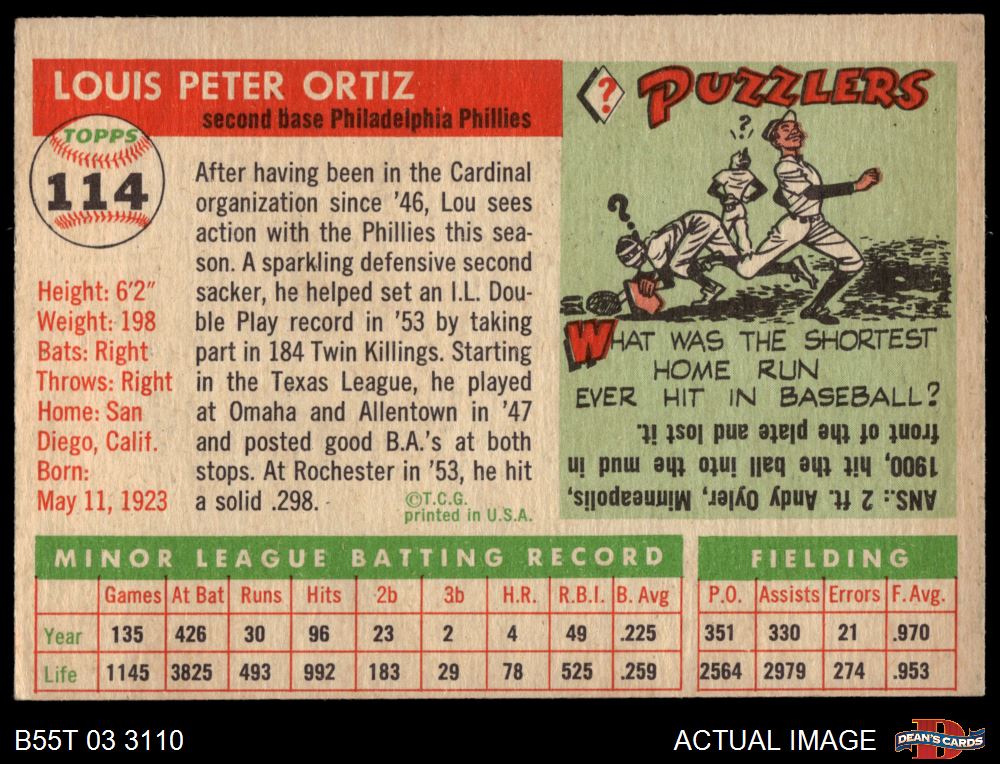 LOUIS PETER ORTIZ
second base Philadelphia Phillies
TOPPS
114
Height: 6'2"
Weight: 198
Bats: Right
Throws: Right
Home: San
Diego, Calif.
Born:
May 11, 1923
After having been in the Cardinal
organization since '46, Lou sees
action with the Phillies this sea-
son. A sparkling defensive second
sacker, he helped set an I.L. Dou-
ble Play record in '53 by taking
part in 184 Twin Killings. Starting
in the Texas League, he played
at Omaha and Allentown in '47
and posted good B.A.'s at both
stops. At Rochester in '53, he hit
a solid .298.
©T.C.G.
printed in U.S.A.
?
PUZZLERS
?
?
WHAT WAS THE SHORTEST
HOME RUN
EVER HIT IN BASEBALL?
ANS.: 2 ft. Andy Oyler, Minneapolis,
1900, hit the ball into the mud in
front of the plate and lost it.
MINOR LEAGUE BATTING RECORD
FIELDING
Games At Bat Runs Hits 2b 3b H.R. R.B.I. B. Avg P.O. Assists Errors F. Avg.
Year 135 426 30 96 23 2 4 49 .225 351 330 21 .970
Life 1145 3825 493 992 183 29 78 525 .259 2564 2979 274 .953
B55T 03 3110
ACTUAL IMAGE
D
DEAN'S CARDS